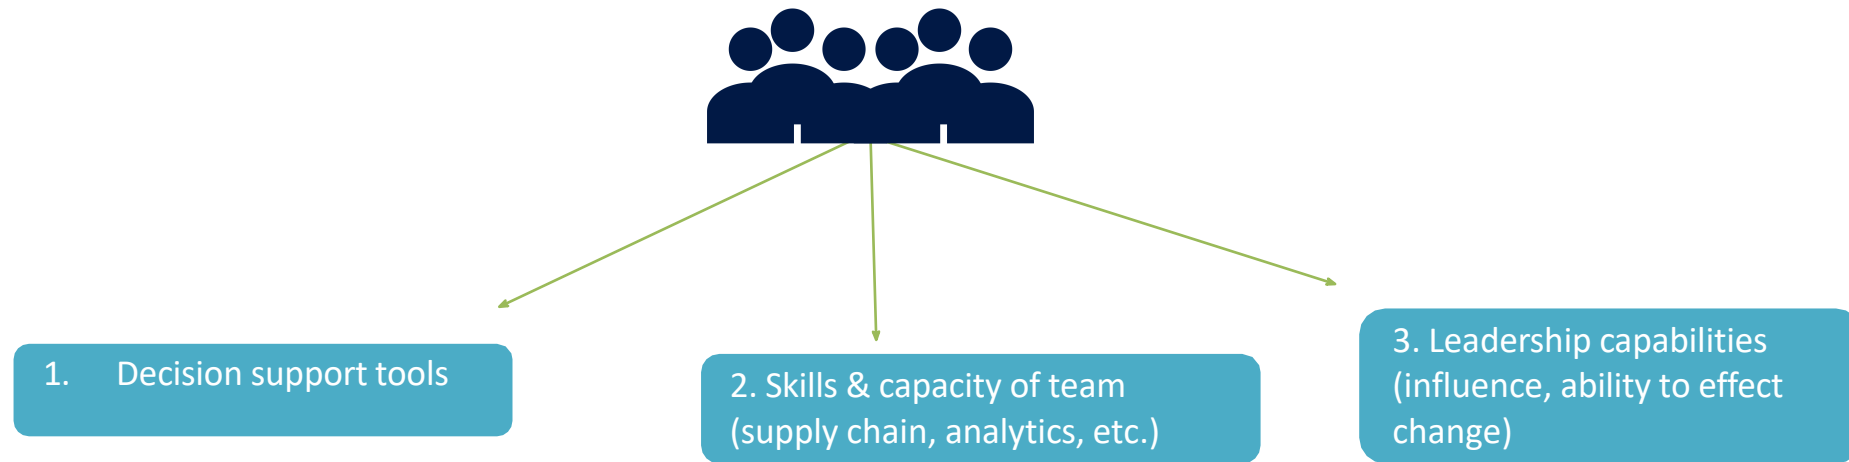 1. Decision support tools
2. Skills & capacity of team
(supply chain, analytics, etc.)
3. Leadership capabilities
(influence, ability to effect
change)